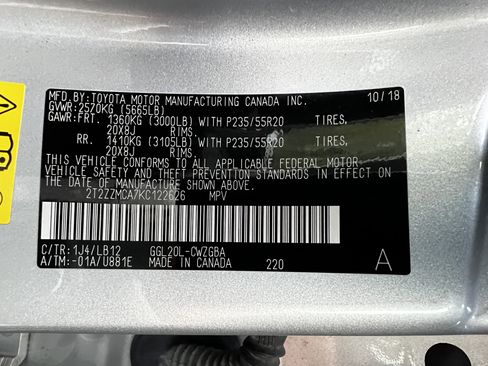 MFD.BY:TOYOTA MOTOR MANUFACTURING CANADA INC. 10/18
GVWR:2570KG (5665LB)
GAWR:FRT. 1360KG (3000LB) WITH P235/55R20 TIRES,
20X8J RIMS.
RR. 1410KG (3105LB) WITH P235/55R20 TIRES,
20X8J RIMS.
THIS VEHICLE CONFORMS TO ALL APPLICABLE FEDERAL MOTOR
VEHICLE SAFETY AND THEFT PREVENTION STANDARDS IN EFFECT
ON THE DATE OF MANUFACTURE SHOWN ABOVE.
2T2ZZMCA7KC122626 MPV
C/TR:1J4/LB12 GGL20L-CWZGBA
A/TM:-01A/U881E MADE IN CANADA 220 A